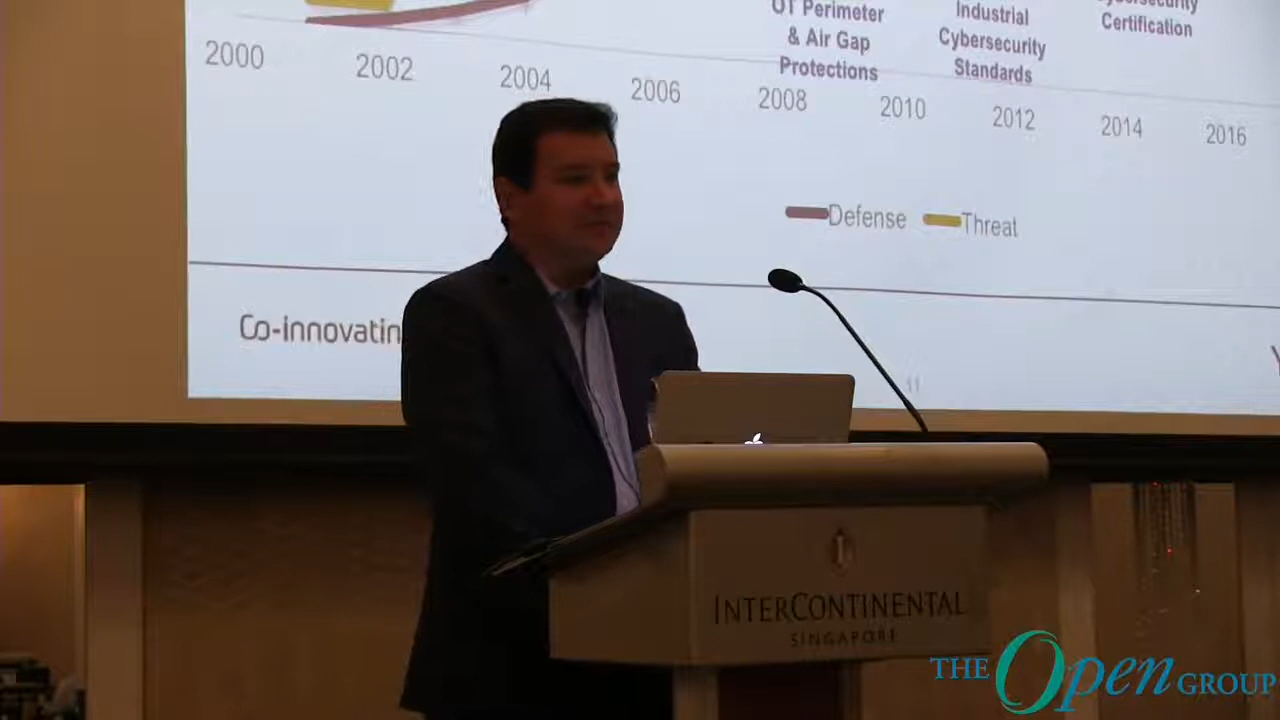 OT Perimeter
& Air Gap
Protections
Industrial
Cybersecurity
Standards
Certification
2000
2002
2004
2006
2008
2010
2012
2014
2016
Defense
Threat
Co-innovatin
11
INTERCONTINENTAL
SINGAPORE
THE Open GROUP